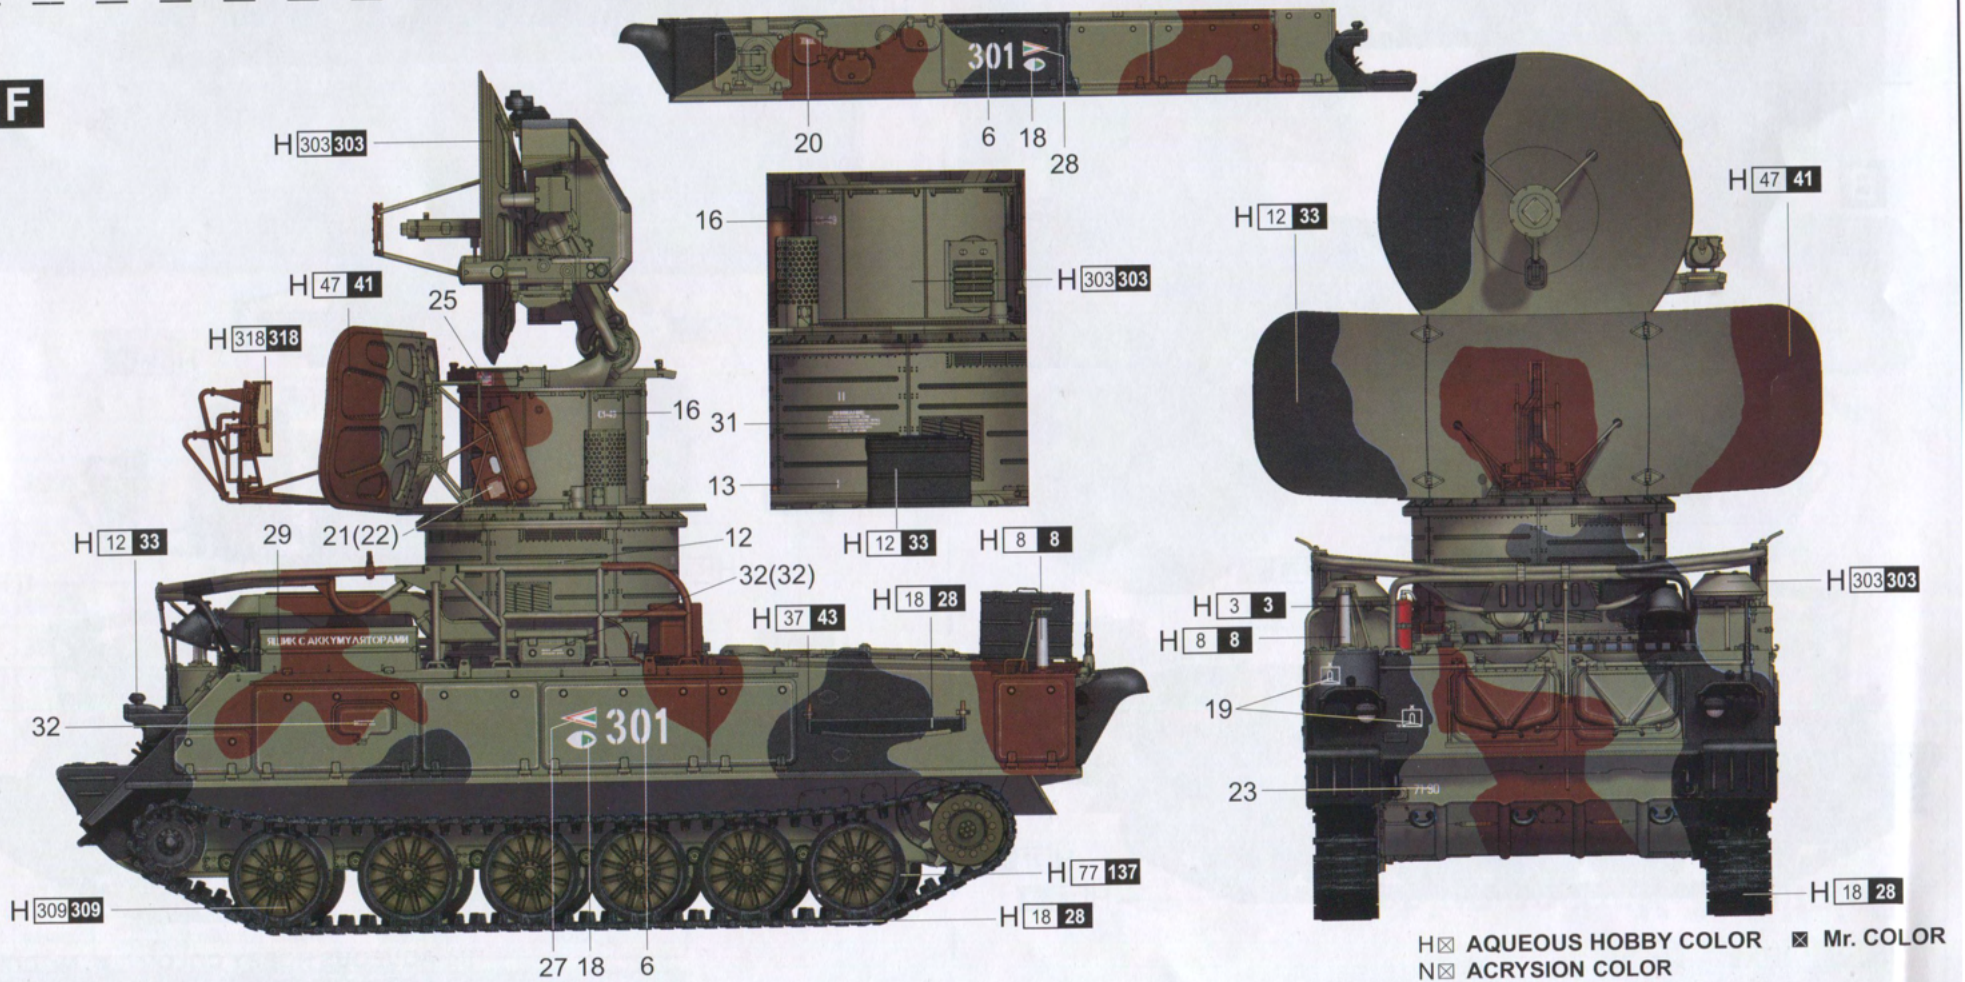 F
301
20
6
18
28
H 303 303
H 47 41
25
H 318 318
16
H 303 303
16
31
13
H 12 33
H 12 33
H 47 41
H 12 33
29
21(22)
12
32(32)
H 8 8
H 37 43
H 18 28
ЯЩИК С АККУМУЛЯТОРАМИ
32
301
H 309 309
H 77 137
H 18 28
27
18
6
H 303 303
H 3 3
H 8 8
19
23
71-90
H 18 28
H AQUEOUS HOBBY COLOR Mr. COLOR
N ACRYSION COLOR